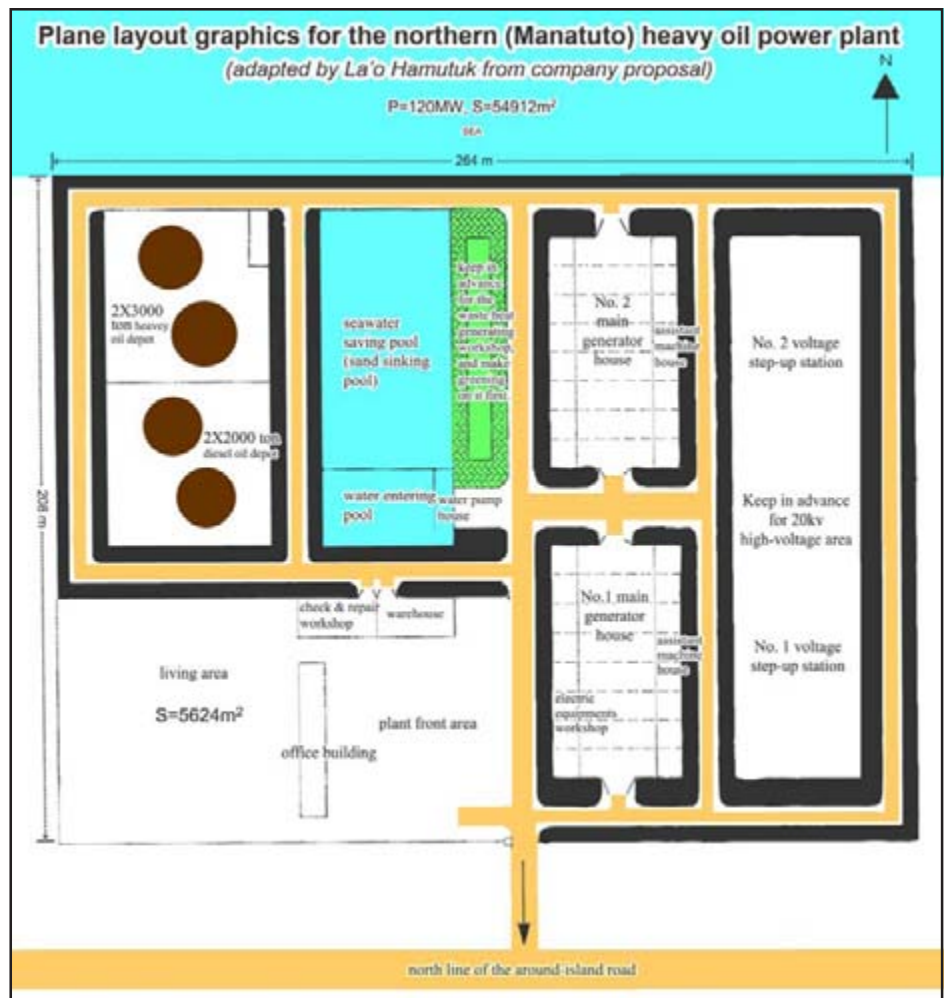 Plane layout graphics for the northern (Manatuto) heavy oil power plant
(adapted by La'o Hamutuk from company proposal)
N
P=120MW, S=54912m²
SEA
264 m
208 m
2X3000
ton heavey
oil depot
2X2000 ton
diesel oil depot
seawater
saving pool
(sand sinking
pool)
keep in
advance
for the
waste heat
generating
workshop,
and make
greening
on it first.
water entering
pool
water pump
house
No. 2
main
generator
house
assistant
machine
house
No. 2 voltage
step-up station
Keep in advance
for 20kv
high-voltage area
No. 1 voltage
step-up station
No.1 main
generator
house
assistant
machine
house
electric
equipments
workshop
check & repair
workshop
warehouse
living area
S=5624m²
plant front area
office building
north line of the around-island road